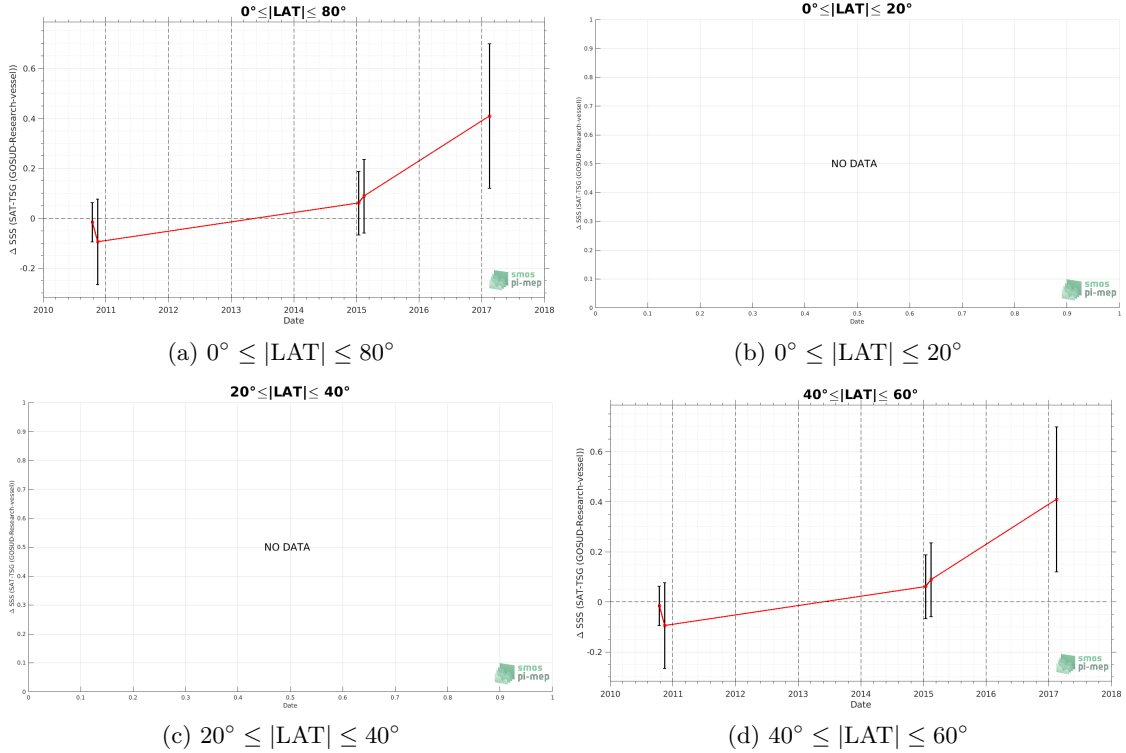 0°≤|LAT|≤ 80°
Δ SSS (SAT-TSG (GOSUD-Research-vessel))
0.6
0.4
0.2
0
-0.2
2010 2011 2012 2013 2014 2015 2016 2017 2018
Date
smos
pi-mep
(a) 0° ≤ |LAT| ≤ 80°
0°≤|LAT|≤ 20°
Δ SSS (SAT-TSG (GOSUD-Research-vessel))
1
0.9
0.8
0.7
0.6
0.5
0.4
0.3
0.2
0.1
0
NO DATA
0 0.1 0.2 0.3 0.4 0.5 0.6 0.7 0.8 0.9 1
Date
smos
pi-mep
(b) 0° ≤ |LAT| ≤ 20°
20°≤|LAT|≤ 40°
Δ SSS (SAT-TSG (GOSUD-Research-vessel))
1
0.9
0.8
0.7
0.6
0.5
0.4
0.3
0.2
0.1
0
NO DATA
0 0.1 0.2 0.3 0.4 0.5 0.6 0.7 0.8 0.9 1
Date
smos
pi-mep
(c) 20° ≤ |LAT| ≤ 40°
40°≤|LAT|≤ 60°
Δ SSS (SAT-TSG (GOSUD-Research-vessel))
0.6
0.4
0.2
0
-0.2
2010 2011 2012 2013 2014 2015 2016 2017 2018
Date
smos
pi-mep
(d) 40° ≤ |LAT| ≤ 60°